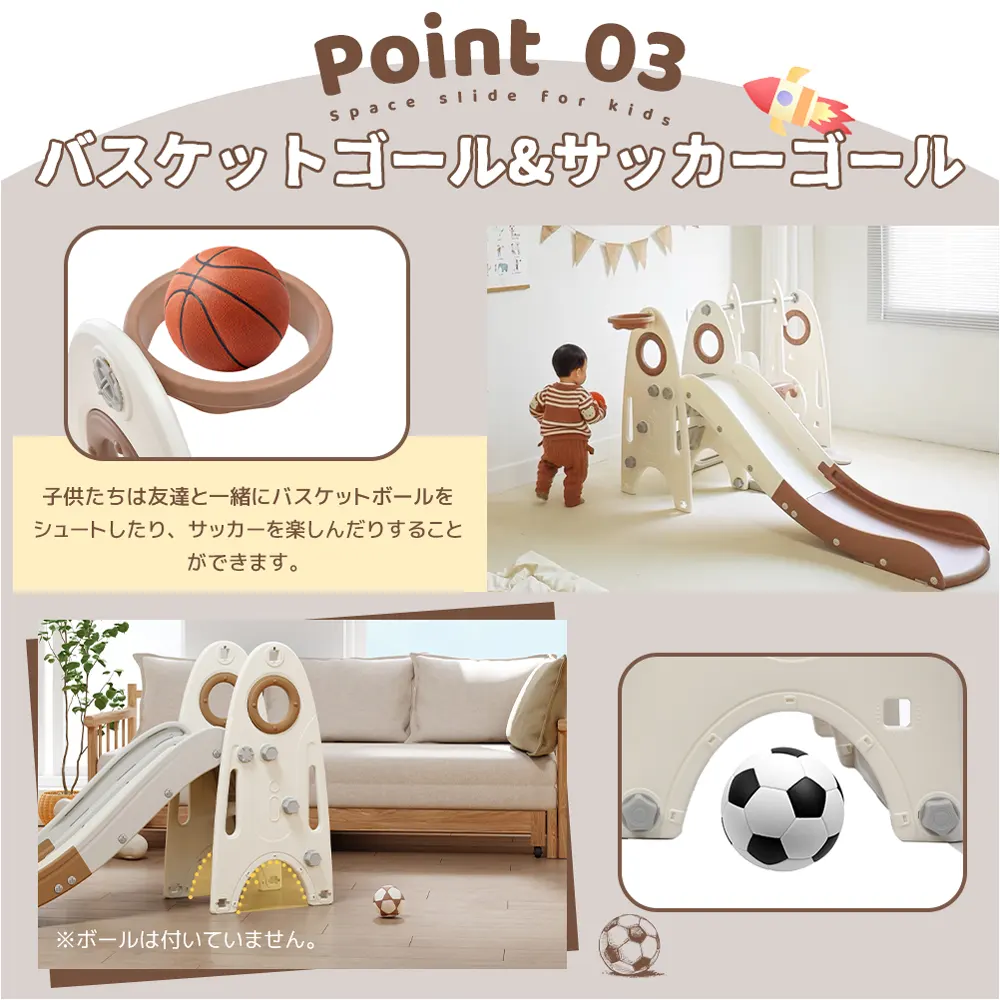 Point 03
Space slide for kids
バスケットゴール&サッカーゴール
子供たちは友達と一緒にバスケットボールを
シュートしたり、サッカーを楽しんだりすること
ができます。
※ボールは付いていません。